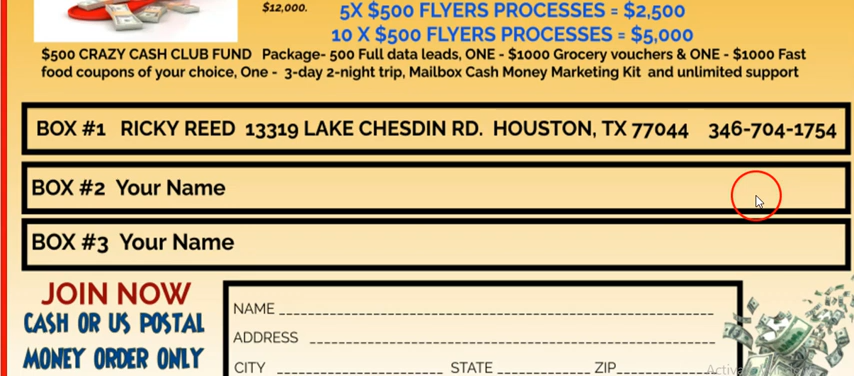 $12,000.
5X $500 FLYERS PROCESSES = $2,500
10 X $500 FLYERS PROCESSES = $5,000
$500 CRAZY CASH CLUB FUND Package- 500 Full data leads, ONE - $1000 Grocery vouchers & ONE - $1000 Fast
food coupons of your choice, One - 3-day 2-night trip, Mailbox Cash Money Marketing Kit and unlimited support
BOX #1 RICKY REED 13319 LAKE CHESDIN RD. HOUSTON, TX 77044 346-704-1754
BOX #2 Your Name
BOX #3 Your Name
JOIN NOW
CASH OR US POSTAL
MONEY ORDER ONLY
NAME
ADDRESS
CITY STATE ZIP